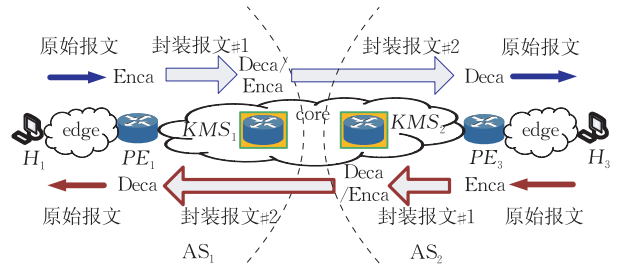 原始报文 封装报文#1 Deca/ 封装报文#2 原始报文
Enca Enca Deca
core
edge KMS1 KMS2 edge
H1 PE1 PE3 H3
Deca
Deca /Enca Enca
原始报文 封装报文#2 封装报文#1 原始报文
AS1 AS2